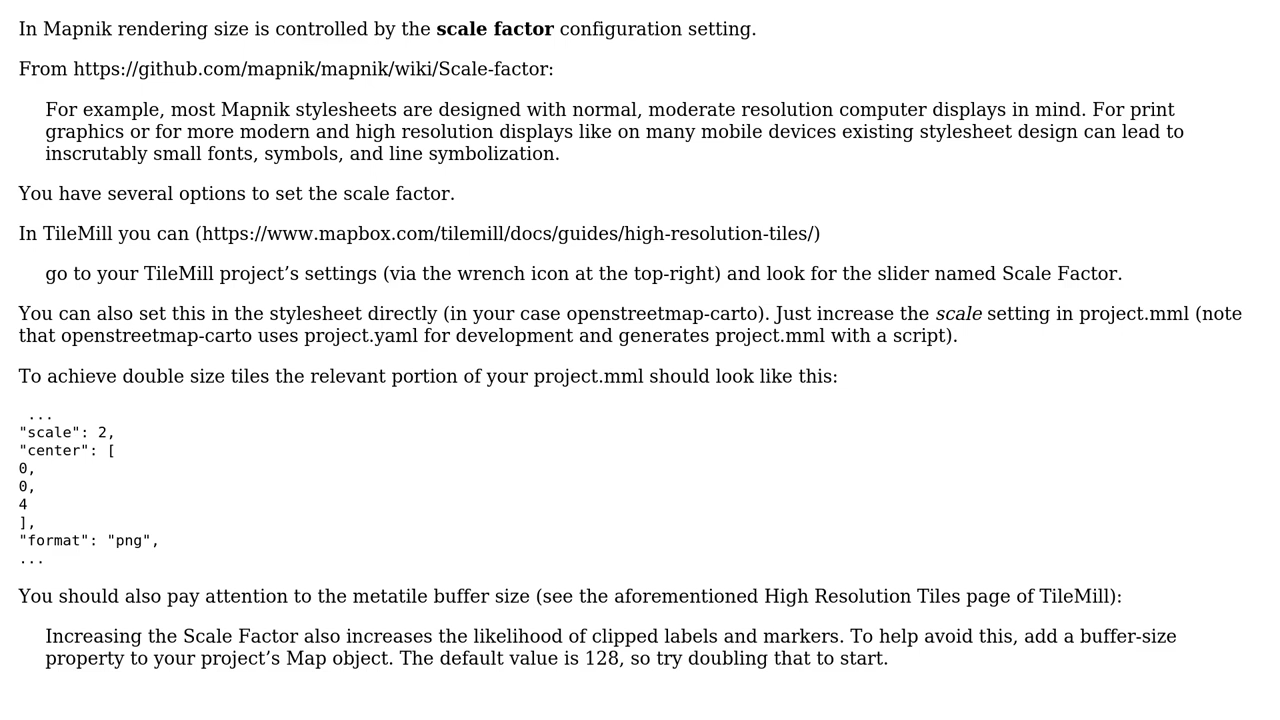 In Mapnik rendering size is controlled by the scale factor configuration setting.
From https://github.com/mapnik/mapnik/wiki/Scale-factor:
For example, most Mapnik stylesheets are designed with normal, moderate resolution computer displays in mind. For print
graphics or for more modern and high resolution displays like on many mobile devices existing stylesheet design can lead to
inscrutably small fonts, symbols, and line symbolization.
You have several options to set the scale factor.
In TileMill you can (https://www.mapbox.com/tilemill/docs/guides/high-resolution-tiles/)
go to your TileMill project’s settings (via the wrench icon at the top-right) and look for the slider named Scale Factor.
You can also set this in the stylesheet directly (in your case openstreetmap-carto). Just increase the scale setting in project.mml (note
that openstreetmap-carto uses project.yaml for development and generates project.mml with a script).
To achieve double size tiles the relevant portion of your project.mml should look like this:
...
"scale": 2,
"center": [
0,
0,
4
],
"format": "png",
...
You should also pay attention to the metatile buffer size (see the aforementioned High Resolution Tiles page of TileMill):
Increasing the Scale Factor also increases the likelihood of clipped labels and markers. To help avoid this, add a buffer-size
property to your project’s Map object. The default value is 128, so try doubling that to start.